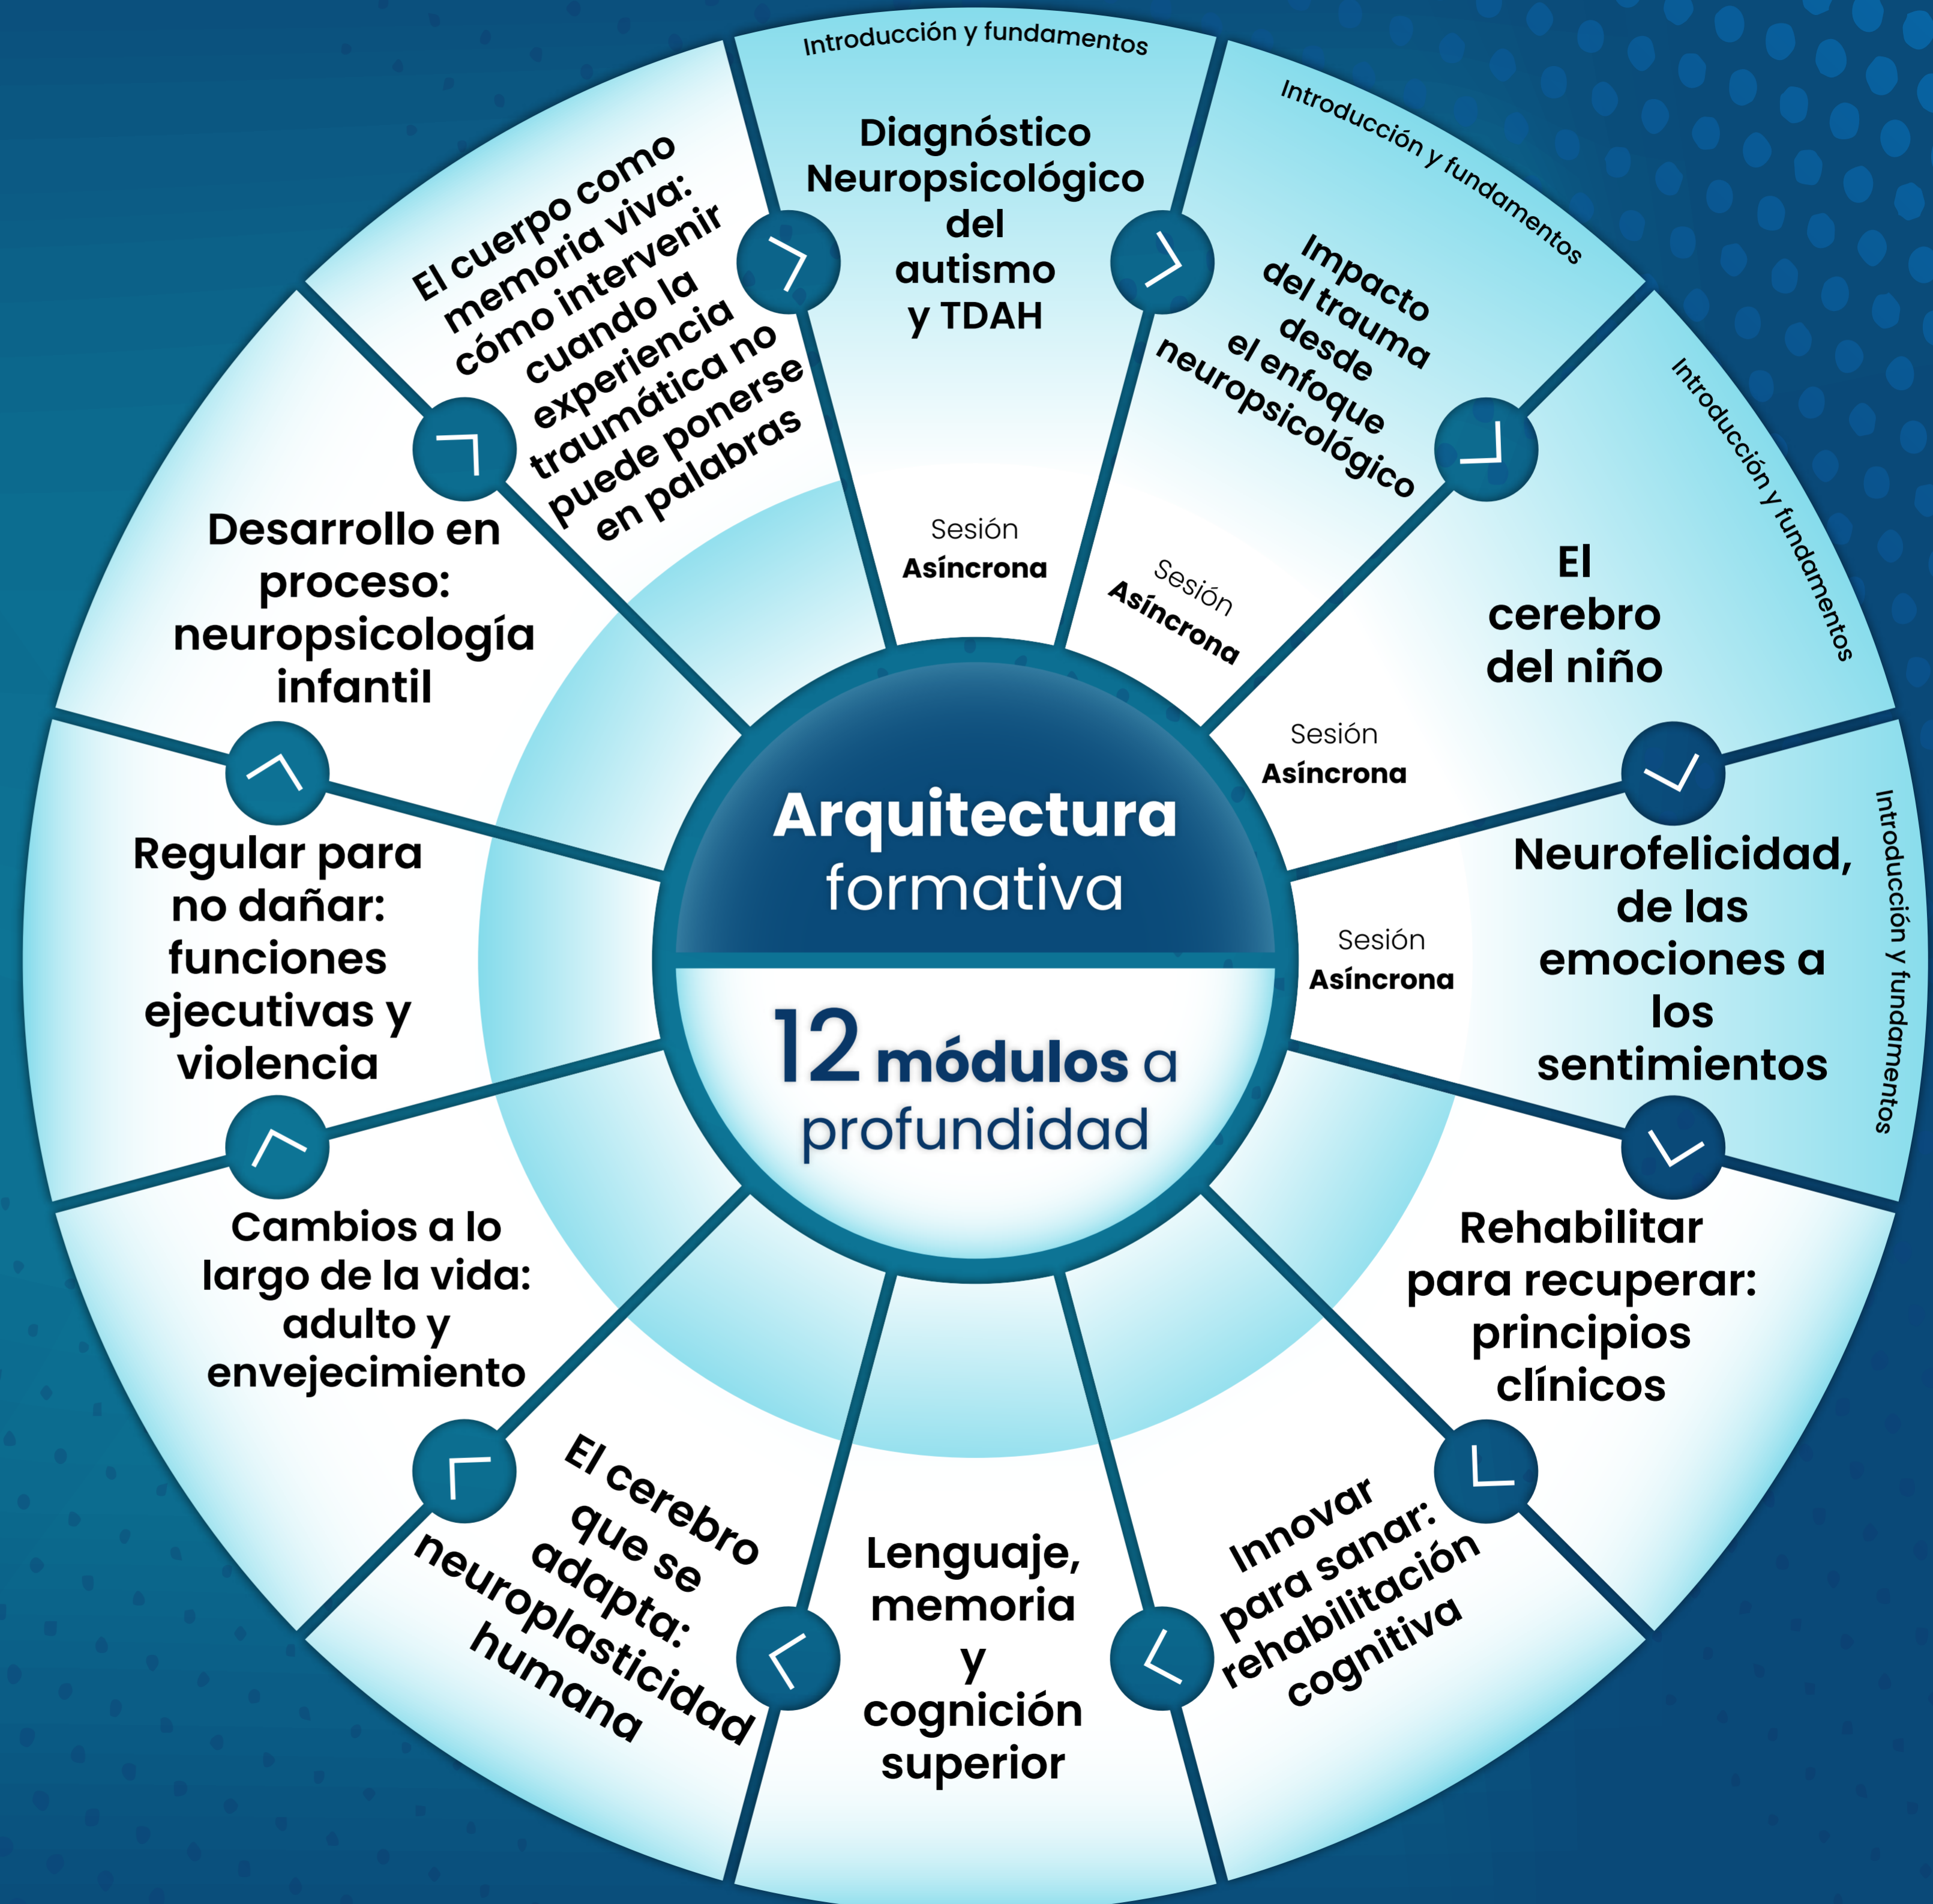 Introducción y fundamentos
Diagnóstico
Neuropsicológico
del
autismo
y TDAH
Sesión
Asíncrona
Introducción y fundamentos
Impacto
del trauma
desde
el enfoque
neuropsicológico
Sesión
Asíncrona
Introducción y fundamentos
El
cerebro
del niño
Sesión
Asíncrona
Introducción y fundamentos
Neurofelicidad,
de las
emociones a
los
sentimientos
Sesión
Asíncrona
Rehabilitar
para recuperar:
principios
clínicos
Innovar
para sanar:
rehabilitación
cognitiva
Lenguaje,
memoria
y
cognición
superior
El cerebro
que se
adapta:
neuroplasticidad
humana
Cambios a lo
largo de la vida:
adulto y
envejecimiento
Regular para
no dañar:
funciones
ejecutivas y
violencia
Desarrollo en
proceso:
neuropsicología
infantil
El cuerpo como
memoria viva:
cómo intervenir
cuando la
experiencia
traumática no
puede ponerse
en palabras
Arquitectura
formativa
12 módulos a
profundidad